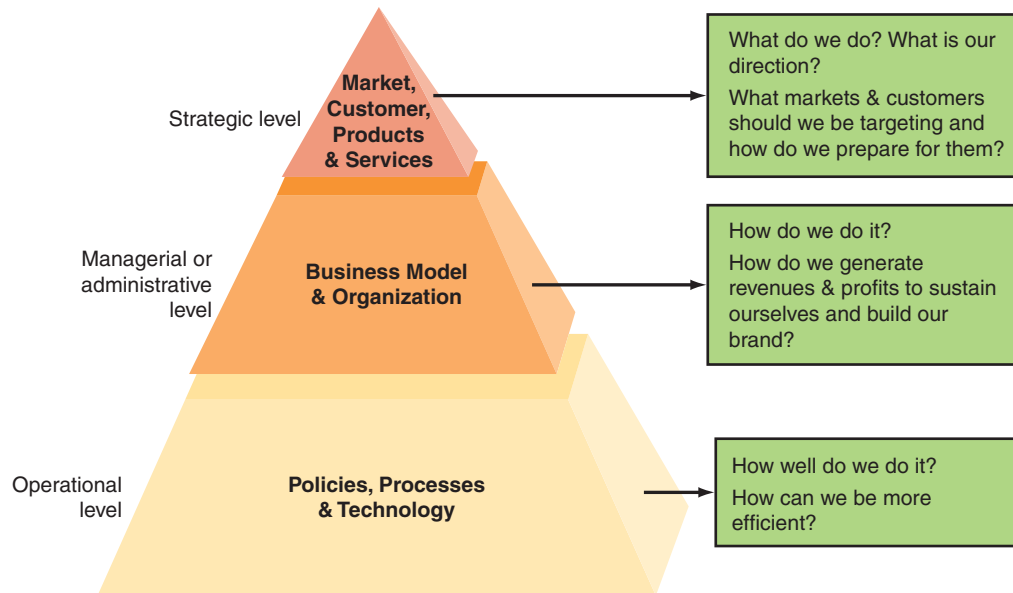 Strategic level
Market,
Customer,
Products
& Services
What do we do? What is our
direction?
What markets & customers
should we be targeting and
how do we prepare for them?
Managerial or
administrative
level
Business Model
& Organization
How do we do it?
How do we generate
revenues & profits to sustain
ourselves and build our
brand?
Operational
level
Policies, Processes
& Technology
How well do we do it?
How can we be more
efficient?